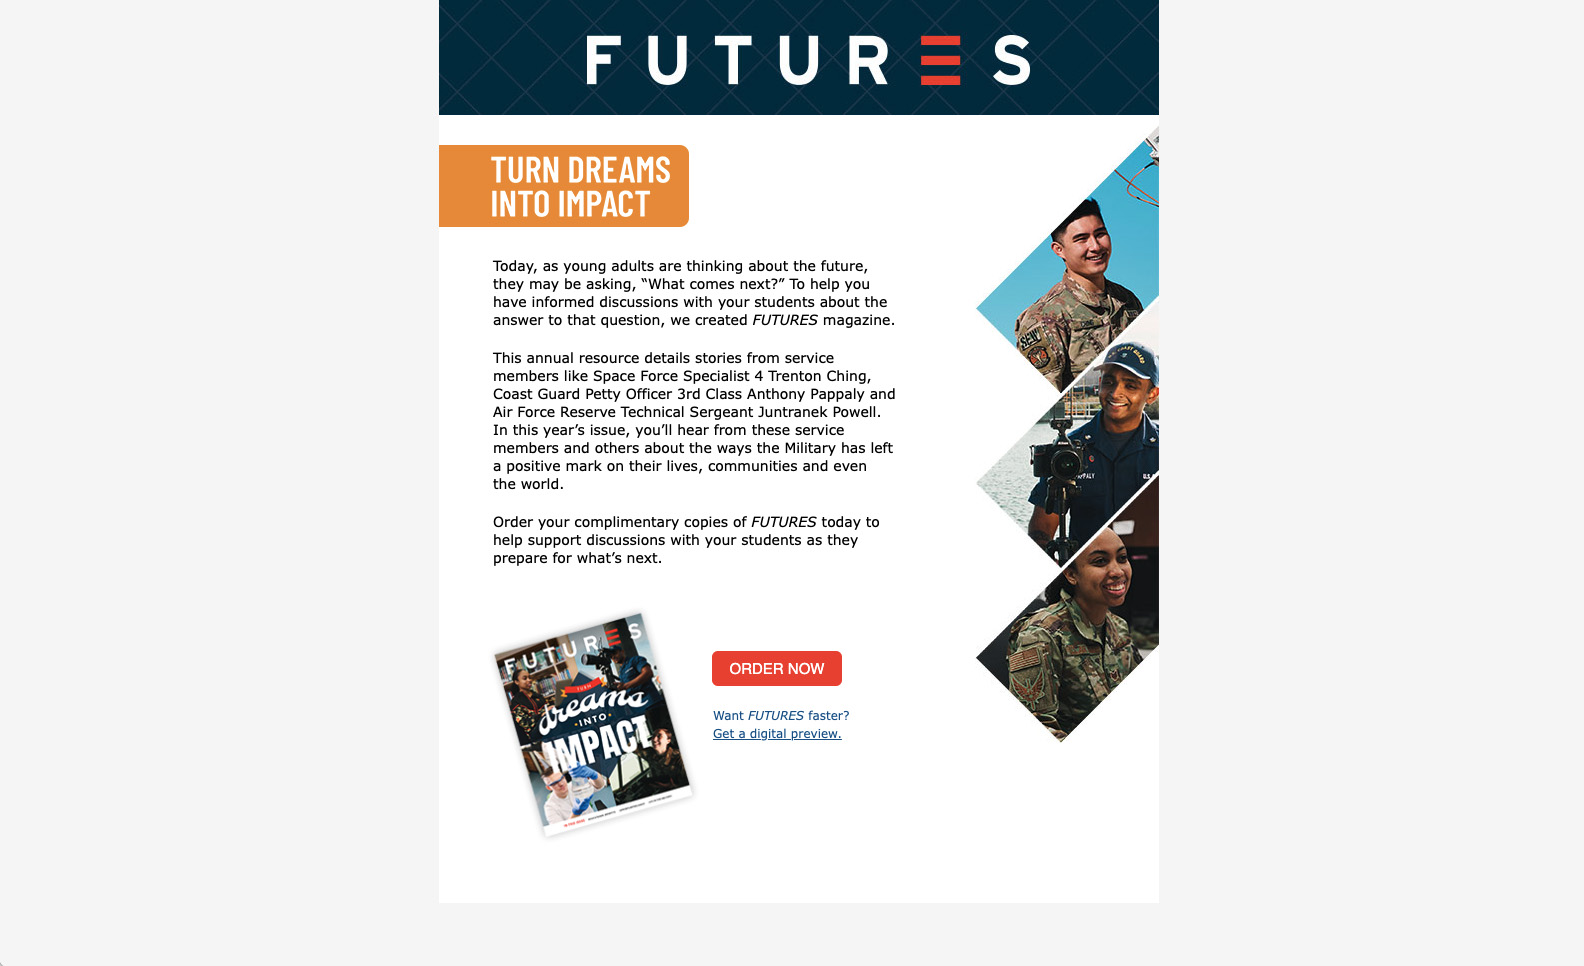 FUTURES
TURN DREAMS
INTO IMPACT
Today, as young adults are thinking about the future,
they may be asking, “What comes next?” To help you
have informed discussions with your students about the
answer to that question, we created FUTURES magazine.
This annual resource details stories from service
members like Space Force Specialist 4 Trenton Ching,
Coast Guard Petty Officer 3rd Class Anthony Pappaly and
Air Force Reserve Technical Sergeant Juntranek Powell.
In this year’s issue, you’ll hear from these service
members and others about the ways the Military has left
a positive mark on their lives, communities and even
the world.
Order your complimentary copies of FUTURES today to
help support discussions with your students as they
prepare for what’s next.
FUTURES
TURN
dreams
INTO
IMPACT
ORDER NOW
Want FUTURES faster?
Get a digital preview.
COAST GUARD